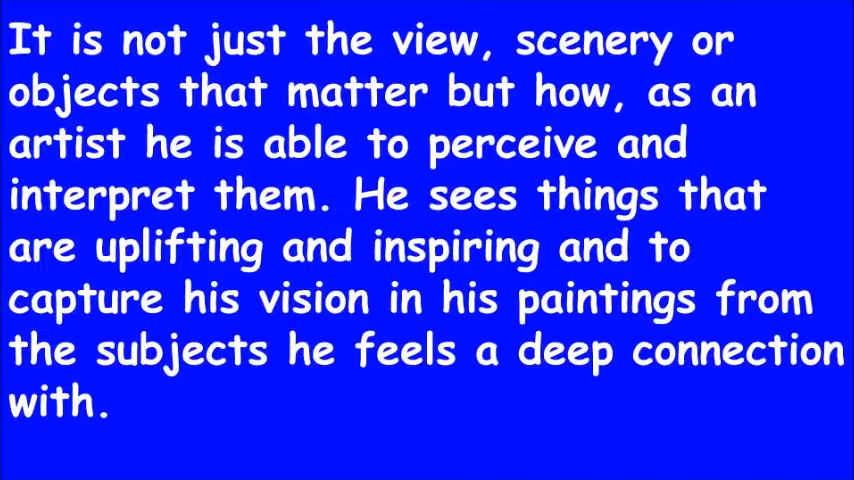 It is not just the view, scenery or
objects that matter but how, as an
artist he is able to perceive and
interpret them. He sees things that
are uplifting and inspiring and to
capture his vision in his paintings from
the subjects he feels a deep connection
with.